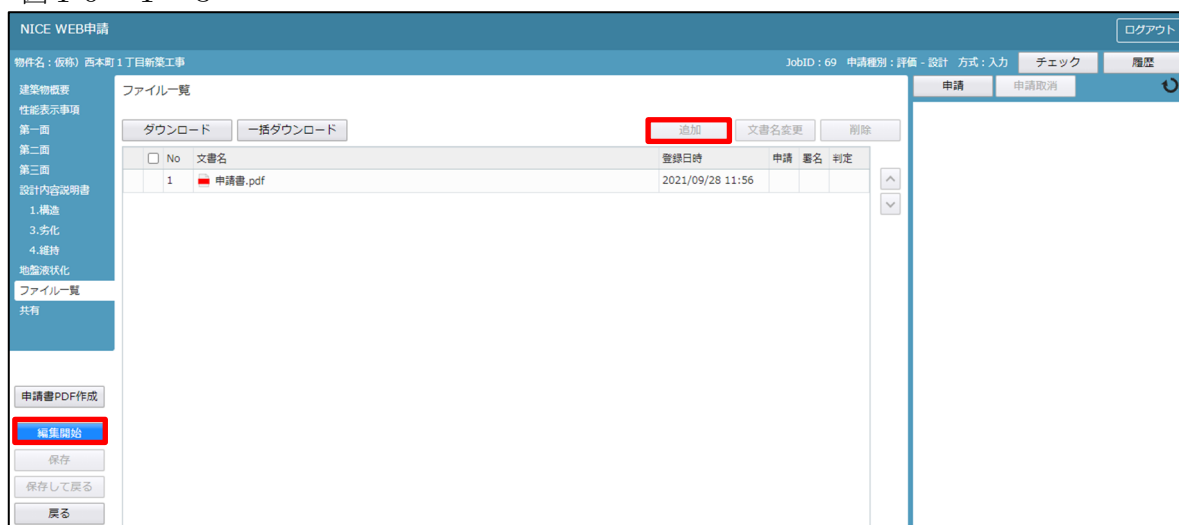 NICE WEB申請
ログアウト
物件名：仮称）西本町１丁目新築工事
JobID：69 申請種別：評価 - 設計 方式：入力
チェック
履歴
建築物概要
性能表示事項
第一面
第二面
第三面
設計内容説明書
1.構造
3.劣化
4.維持
地盤液状化
ファイル一覧
共有
申請書PDF作成
編集開始
保存
保存して戻る
戻る
ファイル一覧
ダウンロード 一括ダウンロード 追加 文書名変更 削除
No 文書名 登録日時 申請 署名 判定
1 申請書.pdf 2021/09/28 11:56
申請 申請取消